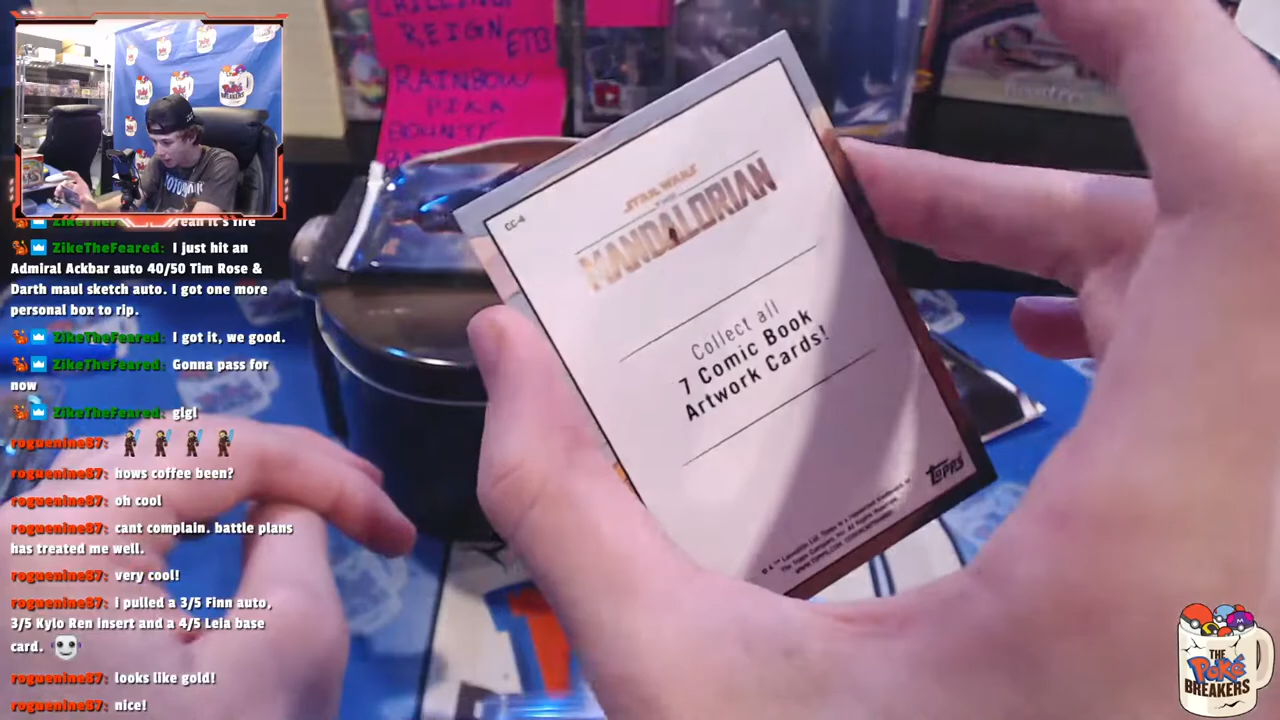 CHILLING
REIGN ETB
RAINBOW
PIKA
BOUNTY
CC-4
STAR WARS
THE
MANDALORIAN
Collect all
7 Comic Book
Artwork Cards!
TOPPS
ZikeTheFeared: I just hit an
Admiral Ackbar auto 40/50 Tim Rose &
Darth maul sketch auto. I got one more
personal box to rip.
ZikeTheFeared: I got it, we good.
ZikeTheFeared: Gonna pass for
now
ZikeTheFeared: glgl
roguenine87:
roguenine87: hows coffee been?
roguenine87: oh cool
roguenine87: cant complain. battle plans
has treated me well.
roguenine87: very cool!
roguenine87: i pulled a 3/5 Finn auto,
3/5 Kylo Ren insert and a 4/5 Leia base
card.
roguenine87: looks like gold!
roguenine87: nice!
THE
Poké
BREAKERS